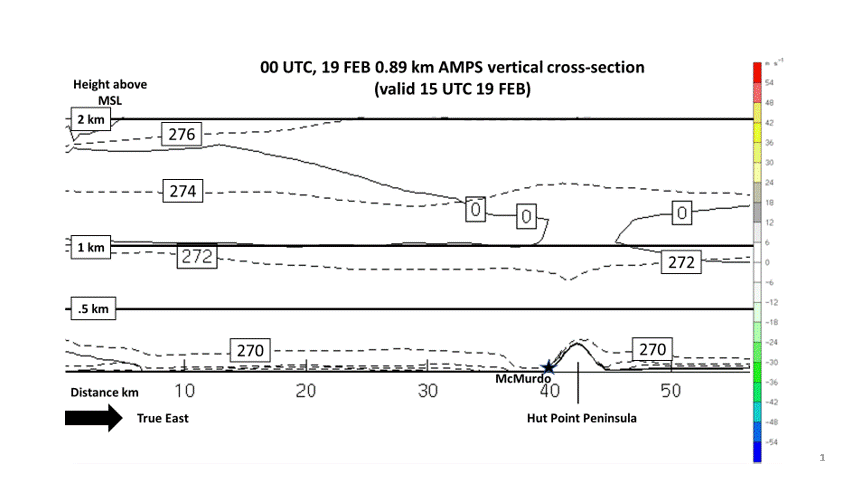 00 UTC, 19 FEB 0.89 km AMPS vertical cross-section
(valid 15 UTC 19 FEB)
Height above
MSL
2 km
276
274
0
0
0
1 km
272
272
.5 km
270
270
McMurdo
Distance km
10
20
30
40
50
True East
Hut Point Peninsula
m s⁻¹
54
48
42
36
30
24
18
12
6
0
−6
−12
−18
−24
−30
−36
−42
−48
−54
1